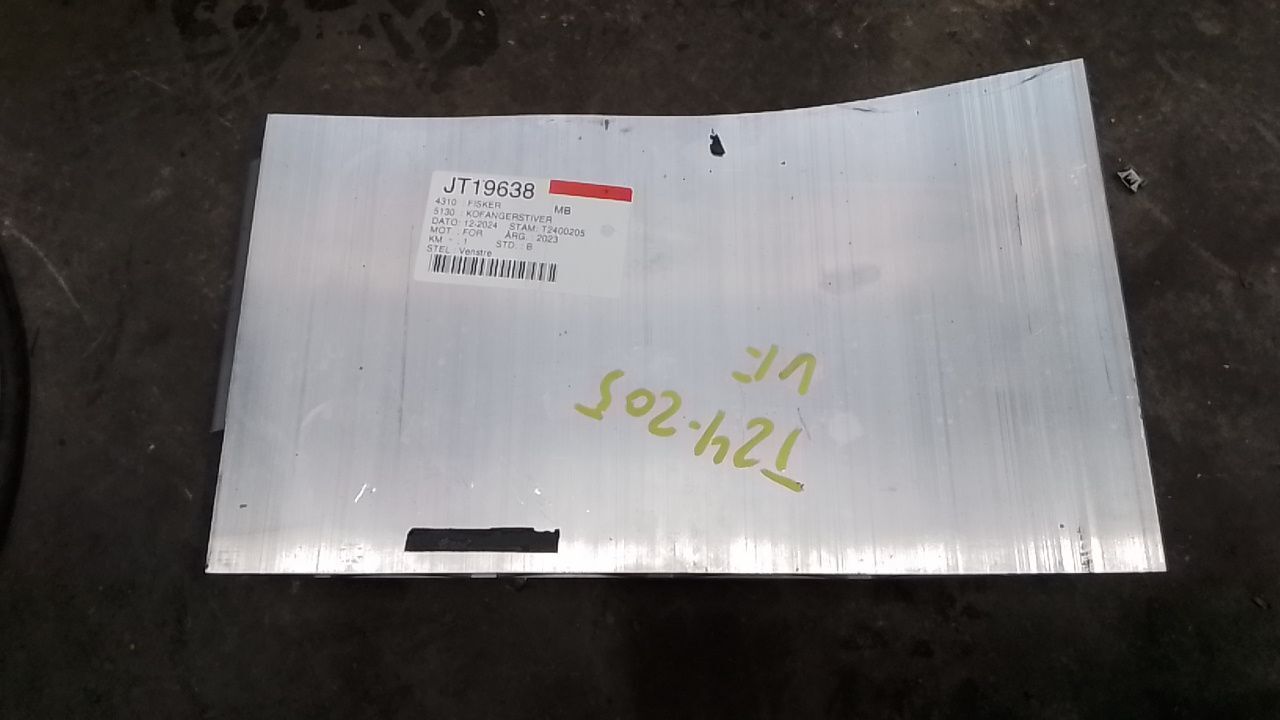 JT19638
4310 : FISKER MB
5130 : KOFANGERSTIVER
DATO: 12-2024 STAM: T2400205
MOT : FOR ÅRG. : 2023
KM - : 1 STD. : B
STEL : Venstre
T24-205
VF